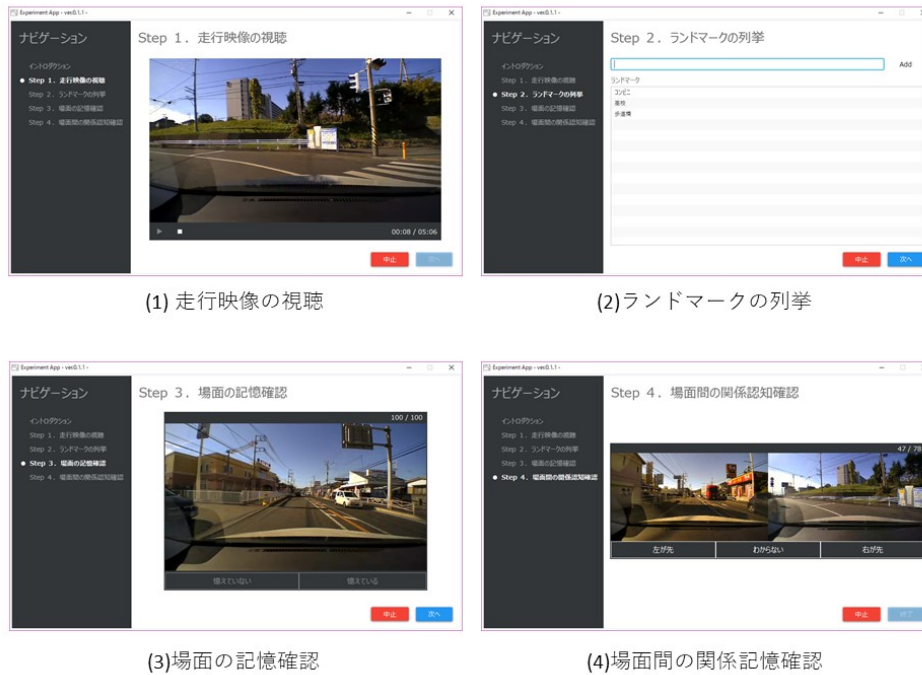 Experiment App - ver.0.1.1 -
ナビゲーション
イントロダクション
Step 1. 走行映像の視聴
Step 2. ランドマークの列挙
Step 3. 場面の記憶確認
Step 4. 場面間の関係認知確認
Step 1. 走行映像の視聴
00:08 / 05:06
中止
次へ
(1) 走行映像の視聴
Experiment App - ver.0.1.1 -
ナビゲーション
イントロダクション
Step 1. 走行映像の視聴
Step 2. ランドマークの列挙
Step 3. 場面の記憶確認
Step 4. 場面間の関係認知確認
Step 2. ランドマークの列挙
Add
ランドマーク
コンビニ
高校
歩道橋
中止
次へ
(2)ランドマークの列挙
Experiment App - ver.0.1.1 -
ナビゲーション
イントロダクション
Step 1. 走行映像の視聴
Step 2. ランドマークの列挙
Step 3. 場面の記憶確認
Step 4. 場面間の関係認知確認
Step 3. 場面の記憶確認
100 / 100
憶えていない
憶えている
中止
次へ
(3)場面の記憶確認
Experiment App - ver.0.1.1 -
ナビゲーション
イントロダクション
Step 1. 走行映像の視聴
Step 2. ランドマークの列挙
Step 3. 場面の記憶確認
Step 4. 場面間の関係認知確認
Step 4. 場面間の関係認知確認
47 / 78
左が先
わからない
右が先
中止
終了
(4)場面間の関係記憶確認